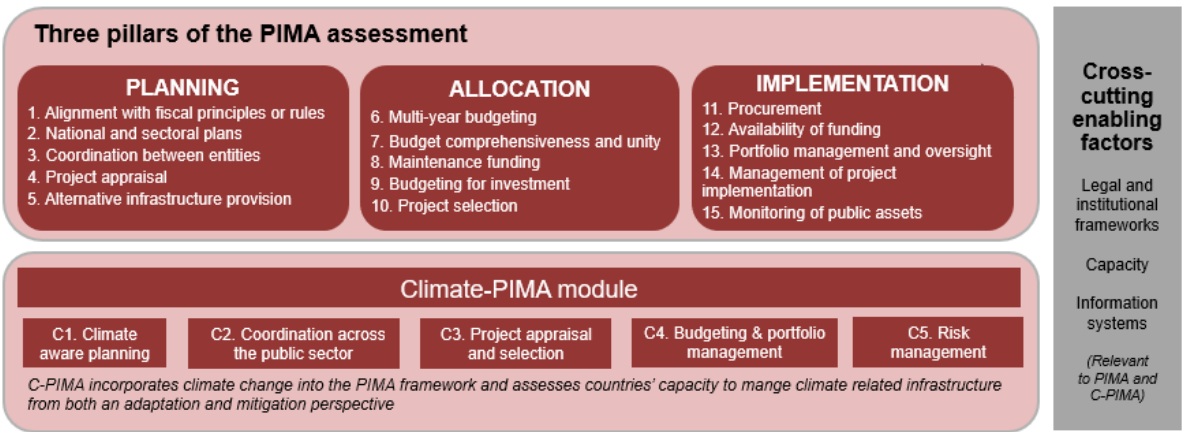 Three pillars of the PIMA assessment
PLANNING
1. Alignment with fiscal principles or rules
2. National and sectoral plans
3. Coordination between entities
4. Project appraisal
5. Alternative infrastructure provision
ALLOCATION
6. Multi-year budgeting
7. Budget comprehensiveness and unity
8. Maintenance funding
9. Budgeting for investment
10. Project selection
IMPLEMENTATION
11. Procurement
12. Availability of funding
13. Portfolio management and oversight
14. Management of project
implementation
15. Monitoring of public assets
Climate-PIMA module
C1. Climate
aware planning
C2. Coordination across
the public sector
C3. Project appraisal
and selection
C4. Budgeting & portfolio
management
C5. Risk
management
C-PIMA incorporates climate change into the PIMA framework and assesses countries' capacity to mange climate related infrastructure
from both an adaptation and mitigation perspective
Cross-
cutting
enabling
factors
Legal and
institutional
frameworks
Capacity
Information
systems
(Relevant
to PIMA and
C-PIMA)